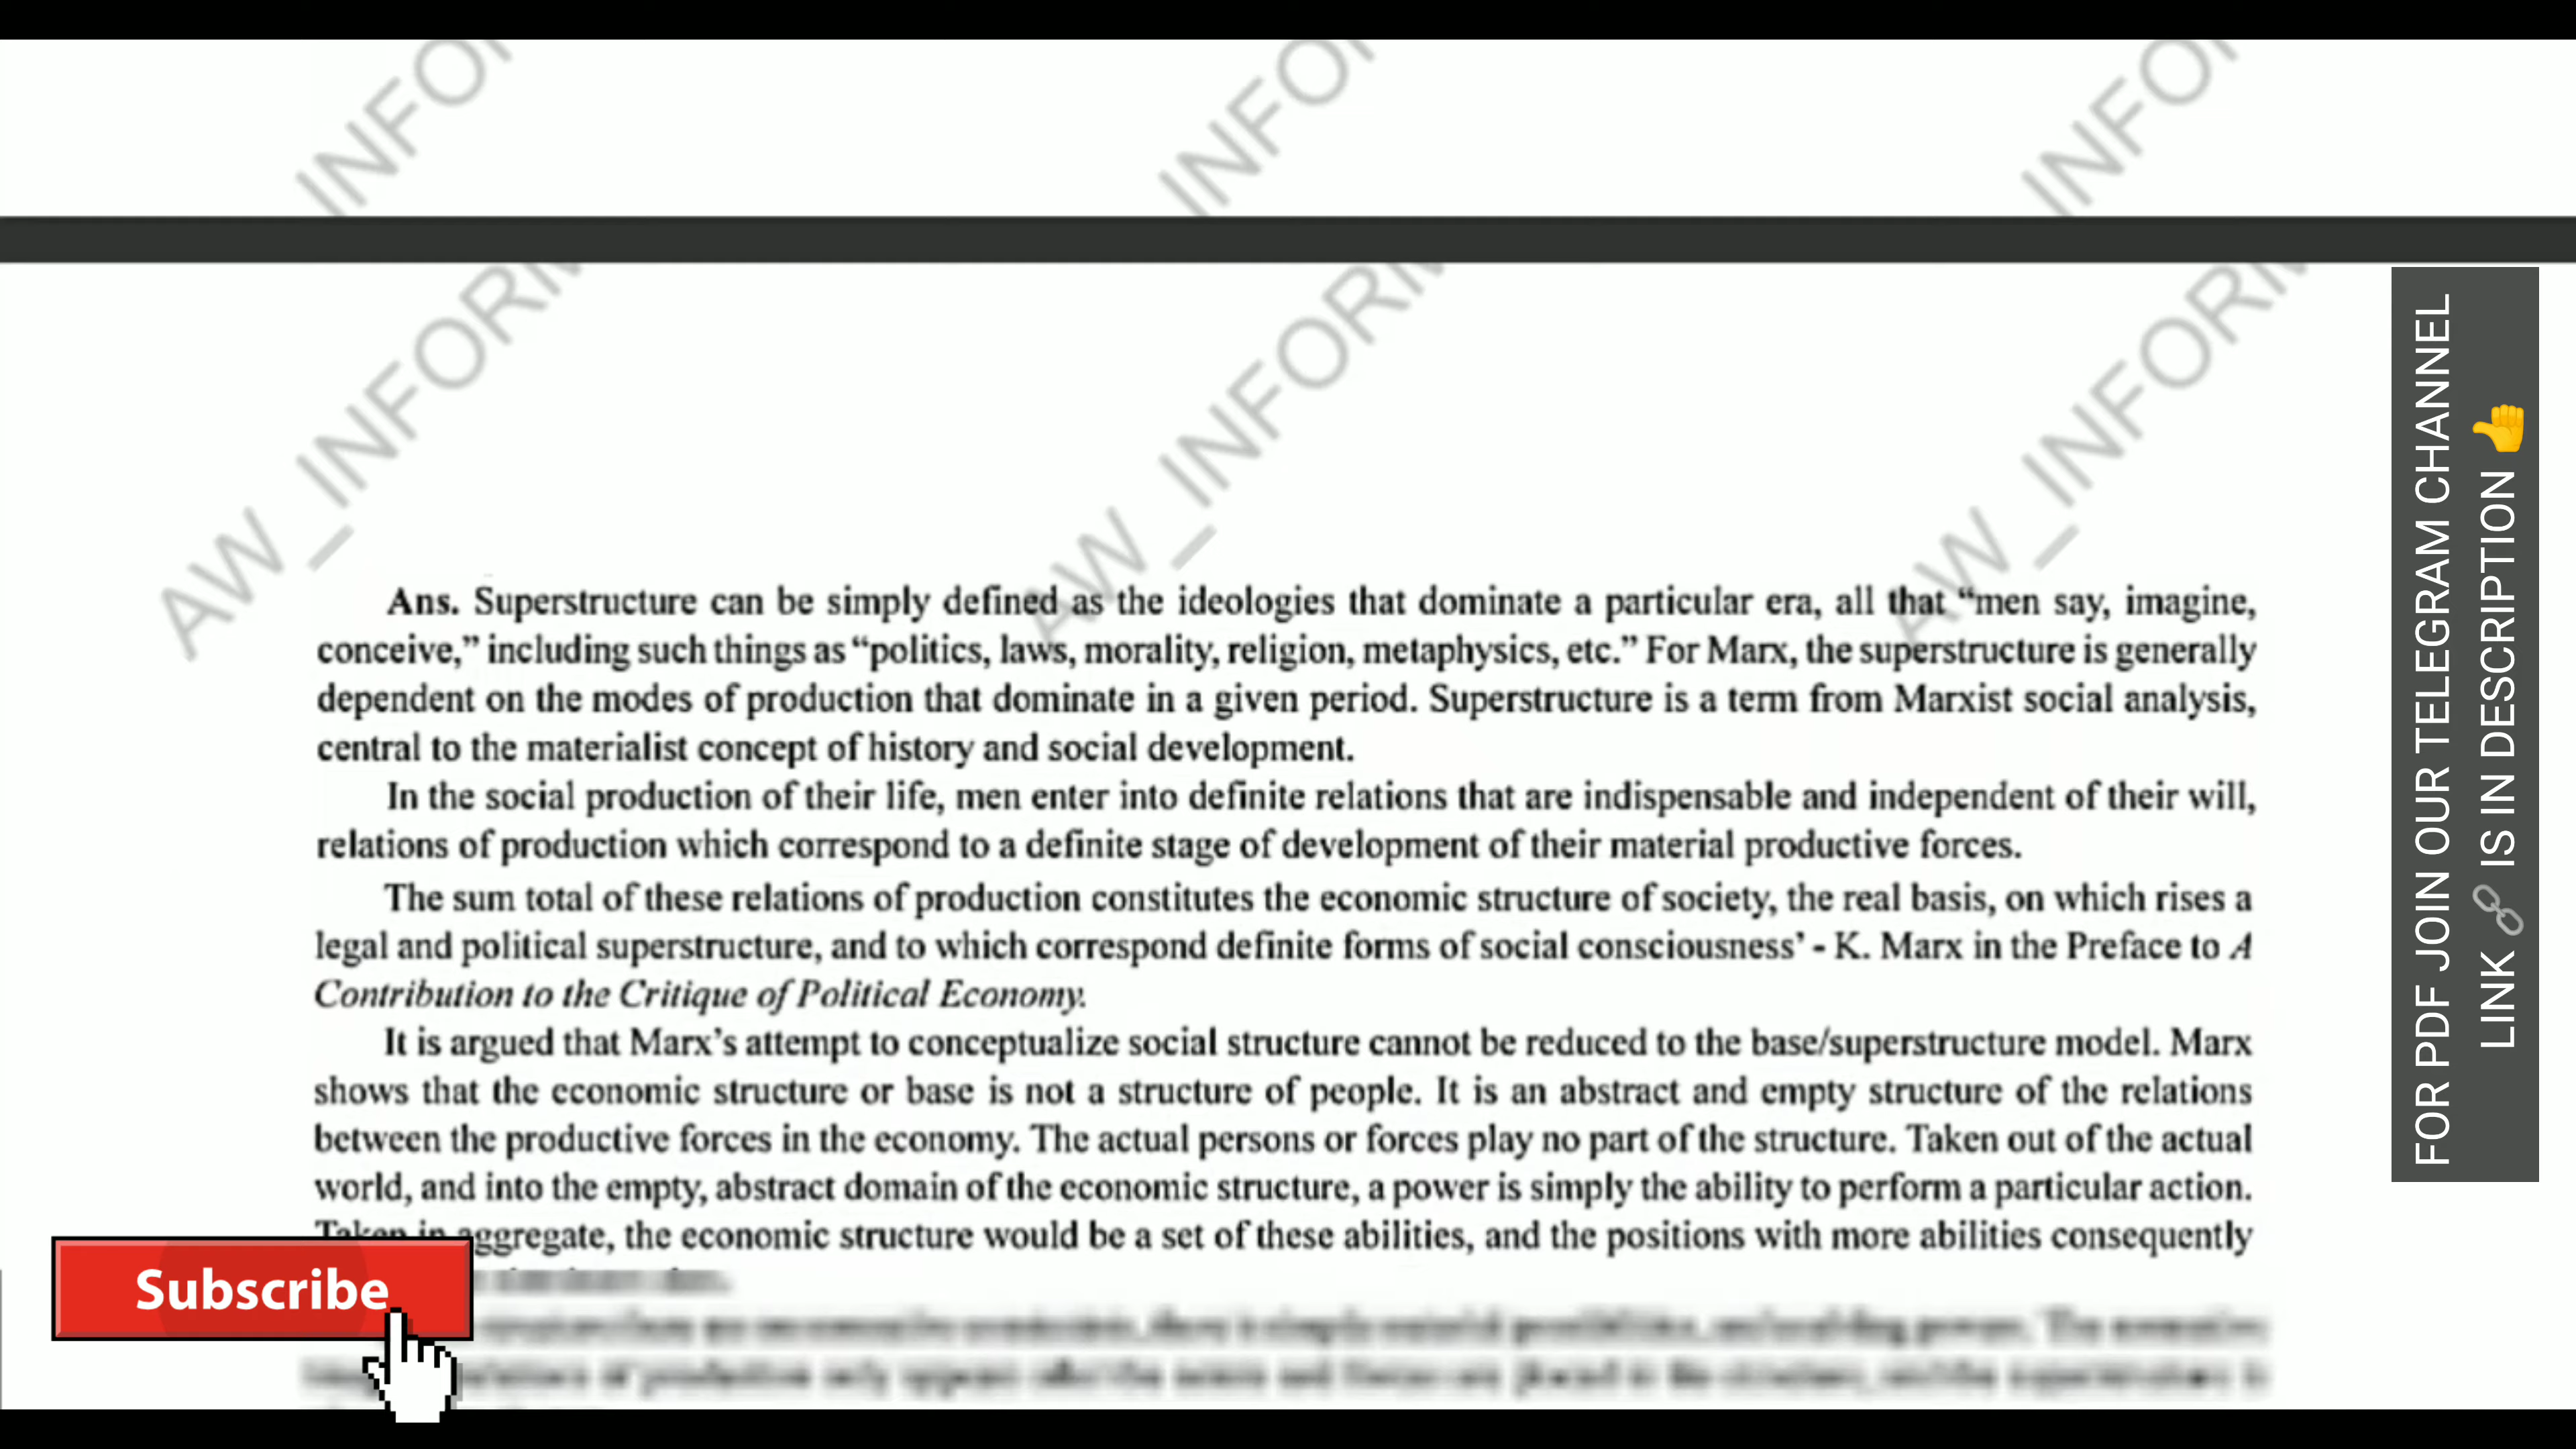 INFOR
INFOR
INFOR
AW_INFORM
AW_INFORM
AW_INFORM
Ans. Superstructure can be simply defined as the ideologies that dominate a particular era, all that “men say, imagine,
conceive,” including such things as “politics, laws, morality, religion, metaphysics, etc.” For Marx, the superstructure is generally
dependent on the modes of production that dominate in a given period. Superstructure is a term from Marxist social analysis,
central to the materialist concept of history and social development.
In the social production of their life, men enter into definite relations that are indispensable and independent of their will,
relations of production which correspond to a definite stage of development of their material productive forces.
The sum total of these relations of production constitutes the economic structure of society, the real basis, on which rises a
legal and political superstructure, and to which correspond definite forms of social consciousness’ - K. Marx in the Preface to A
Contribution to the Critique of Political Economy.
It is argued that Marx’s attempt to conceptualize social structure cannot be reduced to the base/superstructure model. Marx
shows that the economic structure or base is not a structure of people. It is an abstract and empty structure of the relations
between the productive forces in the economy. The actual persons or forces play no part of the structure. Taken out of the actual
world, and into the empty, abstract domain of the economic structure, a power is simply the ability to perform a particular action.
Taken in aggregate, the economic structure would be a set of these abilities, and the positions with more abilities consequently
Subscribe
FOR PDF JOIN OUR TELEGRAM CHANNEL
LINK 🔗 IS IN DESCRIPTION 👍